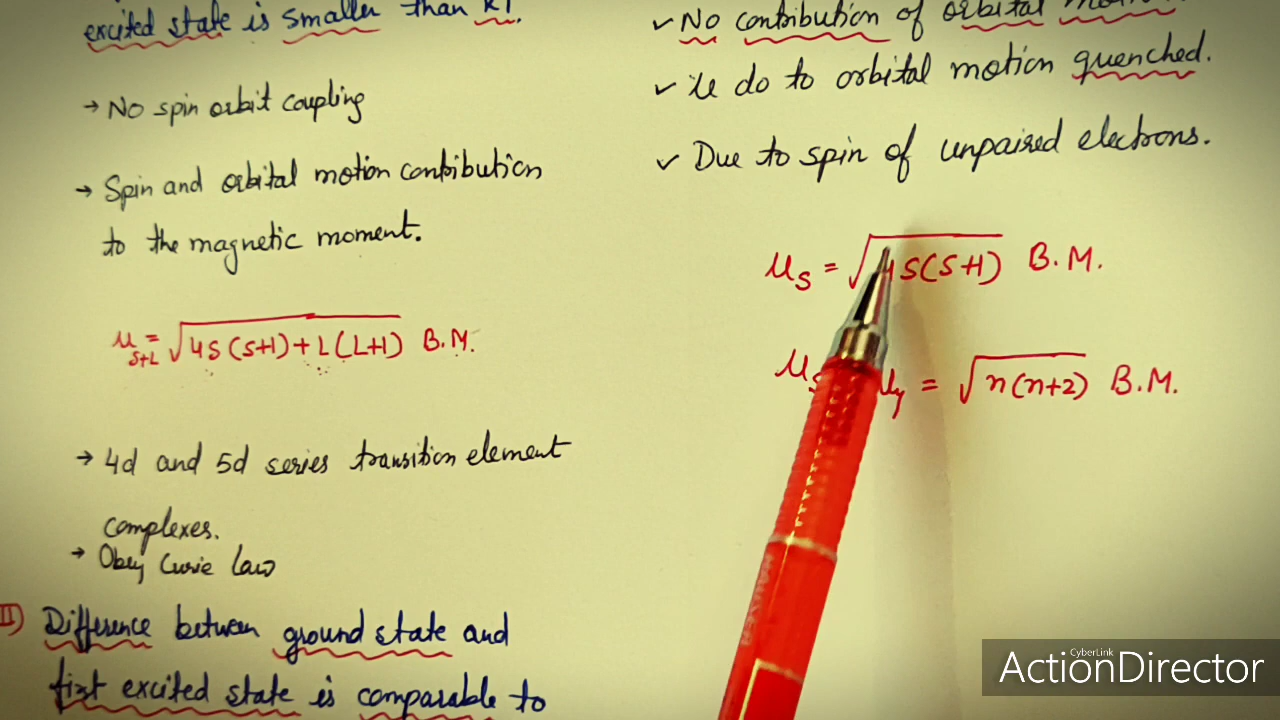 excited state is smaller than kT.
→ No spin orbit coupling
→ Spin and orbital motion contribution
to the magnetic moment.
μ S+L = √4S(S+1)+L(L+1) B.M.
→ 4d and 5d series transition element
complexes.
→ Obey Curie Law
II) Difference between ground state and
first excited state is comparable to
✓ No contribution of orbital
✓ μ do to orbital motion quenched.
✓ Due to spin of unpaired electrons.
μS = √4S(S+1) B.M.
μS = √n(n+2) B.M.
CyberLink
ActionDirector